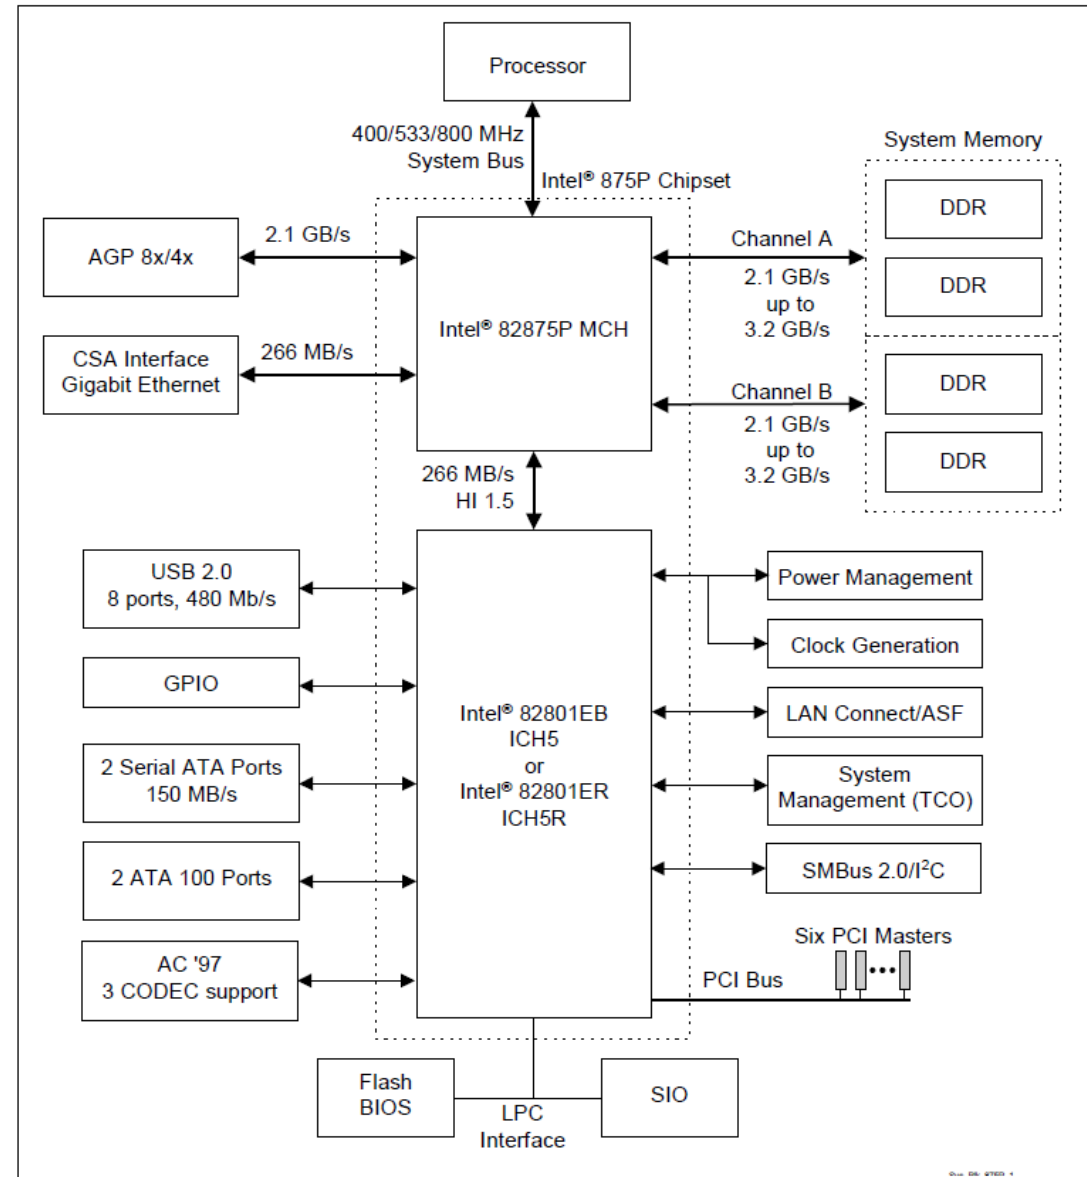 Processor
400/533/800 MHz
System Bus
Intel® 875P Chipset
System Memory
AGP 8x/4x
2.1 GB/s
CSA Interface
Gigabit Ethernet
266 MB/s
Intel® 82875P MCH
Channel A
2.1 GB/s
up to
3.2 GB/s
DDR
DDR
Channel B
2.1 GB/s
up to
3.2 GB/s
DDR
DDR
266 MB/s
HI 1.5
USB 2.0
8 ports, 480 Mb/s
GPIO
2 Serial ATA Ports
150 MB/s
2 ATA 100 Ports
AC '97
3 CODEC support
Intel® 82801EB
ICH5
or
Intel® 82801ER
ICH5R
Power Management
Clock Generation
LAN Connect/ASF
System
Management (TCO)
SMBus 2.0/I²C
Six PCI Masters
PCI Bus
Flash
BIOS
LPC
Interface
SIO